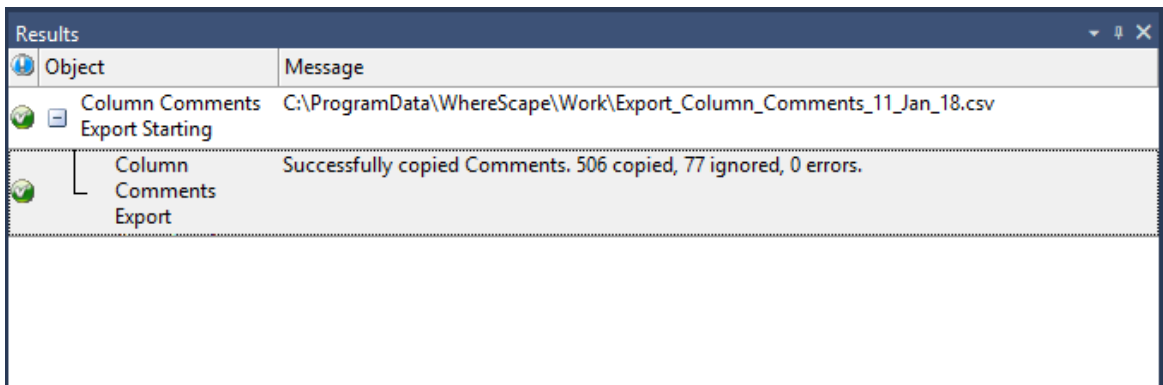 Results
Object Message
Column Comments C:\ProgramData\WhereScape\Work\Export_Column_Comments_11_Jan_18.csv
Export Starting
Column Successfully copied Comments. 506 copied, 77 ignored, 0 errors.
Comments
Export